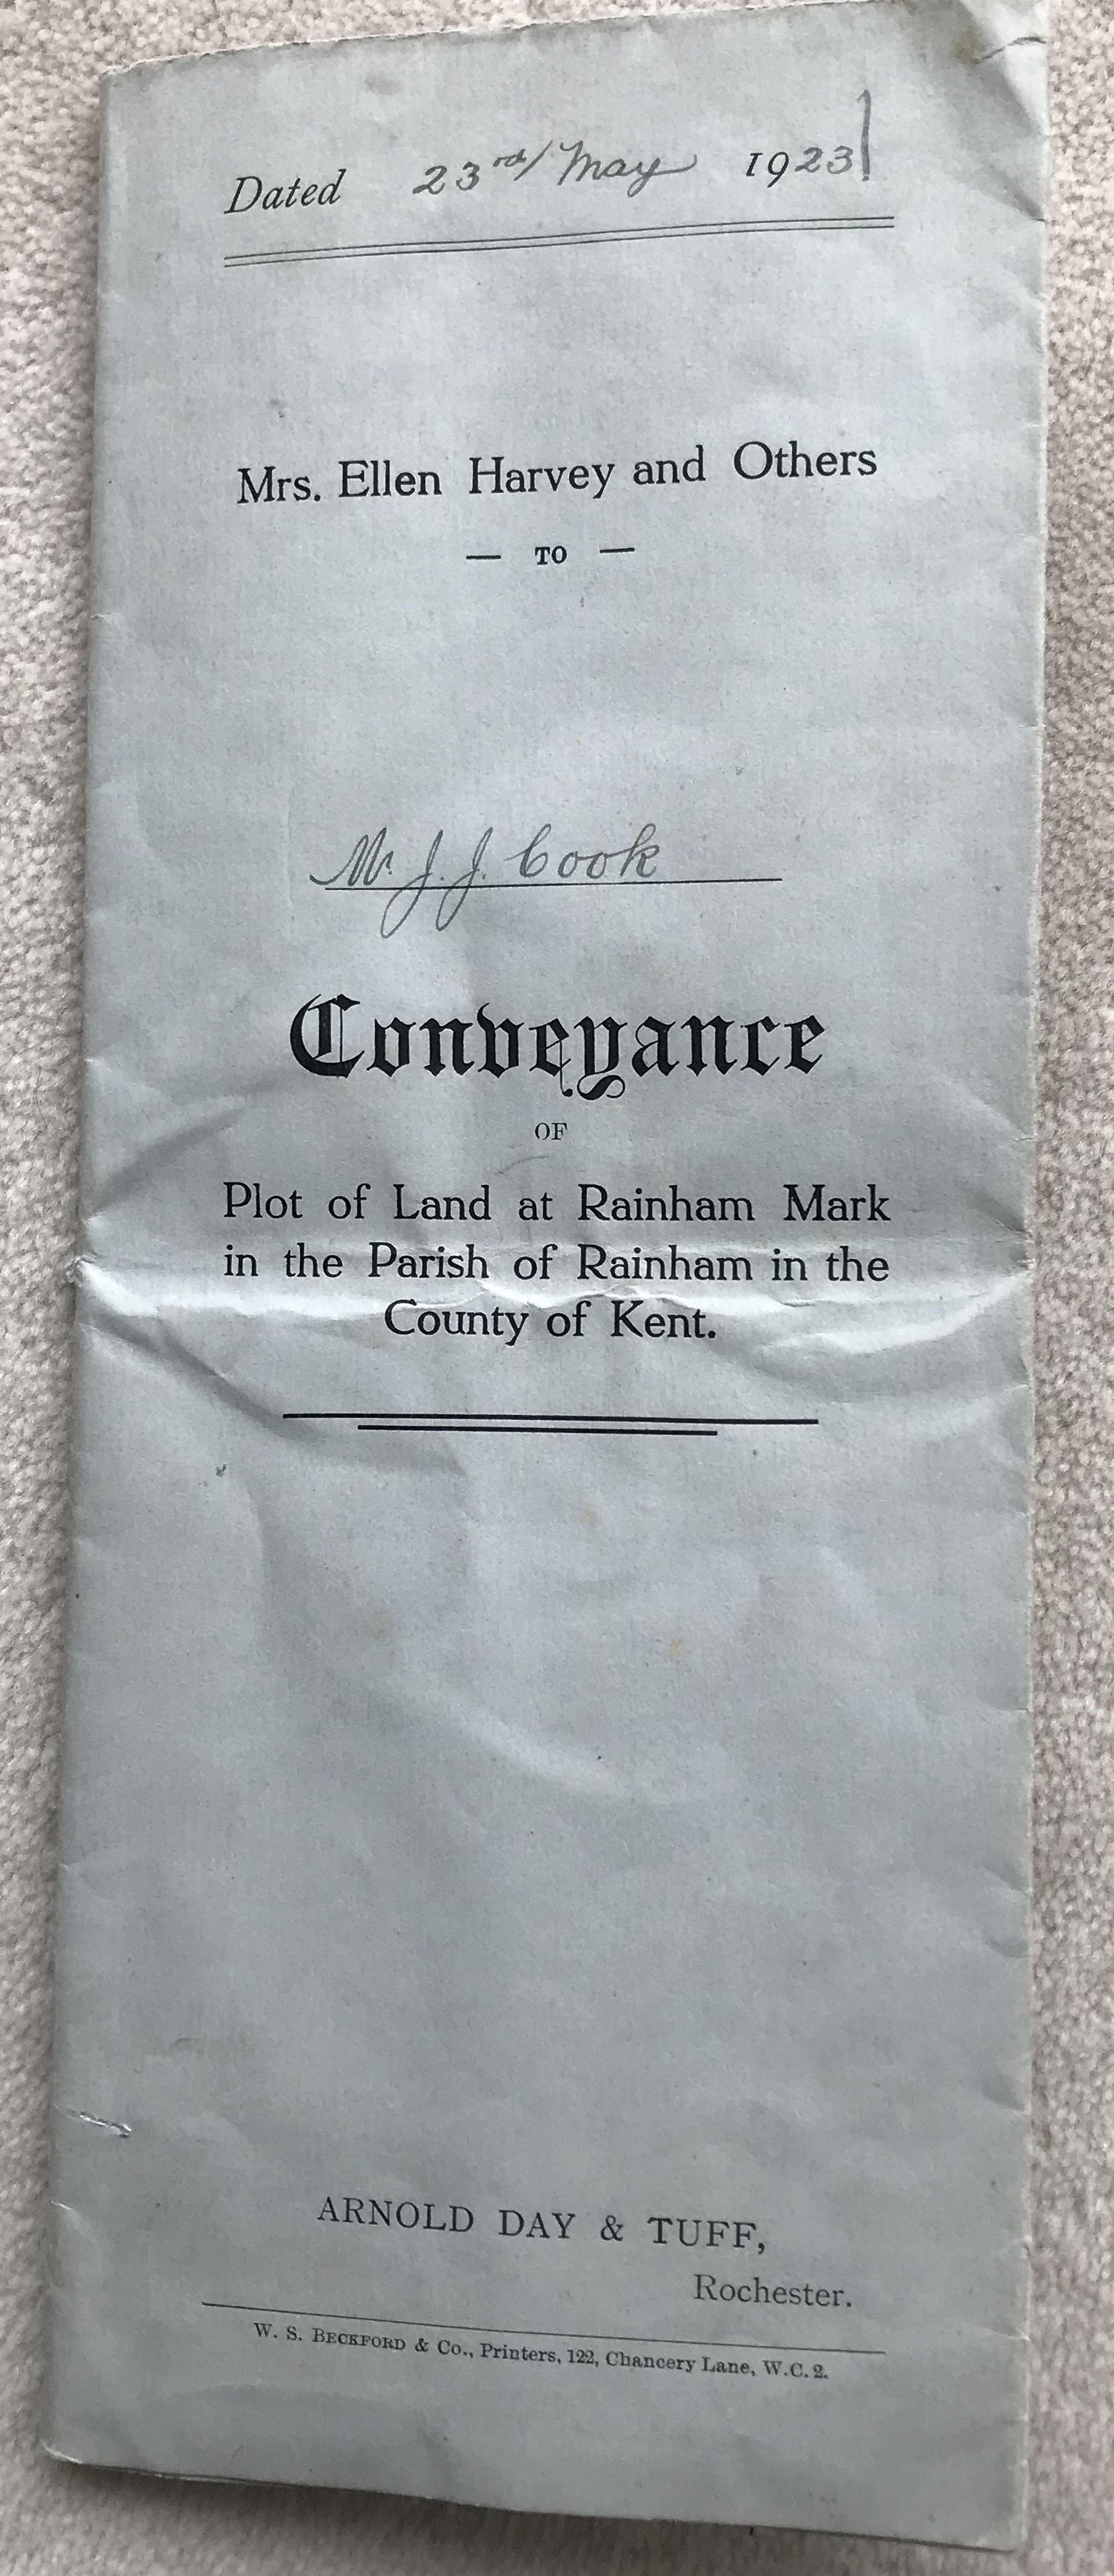 Dated 23rd/ May 1923
Mrs. Ellen Harvey and Others
— TO —
Mr. J. J. Cook
Conveyance
OF
Plot of Land at Rainham Mark
in the Parish of Rainham in the
County of Kent.
ARNOLD DAY & TUFF,
Rochester.
W. S. BECKFORD & Co., Printers, 122, Chancery Lane, W.C. 2.